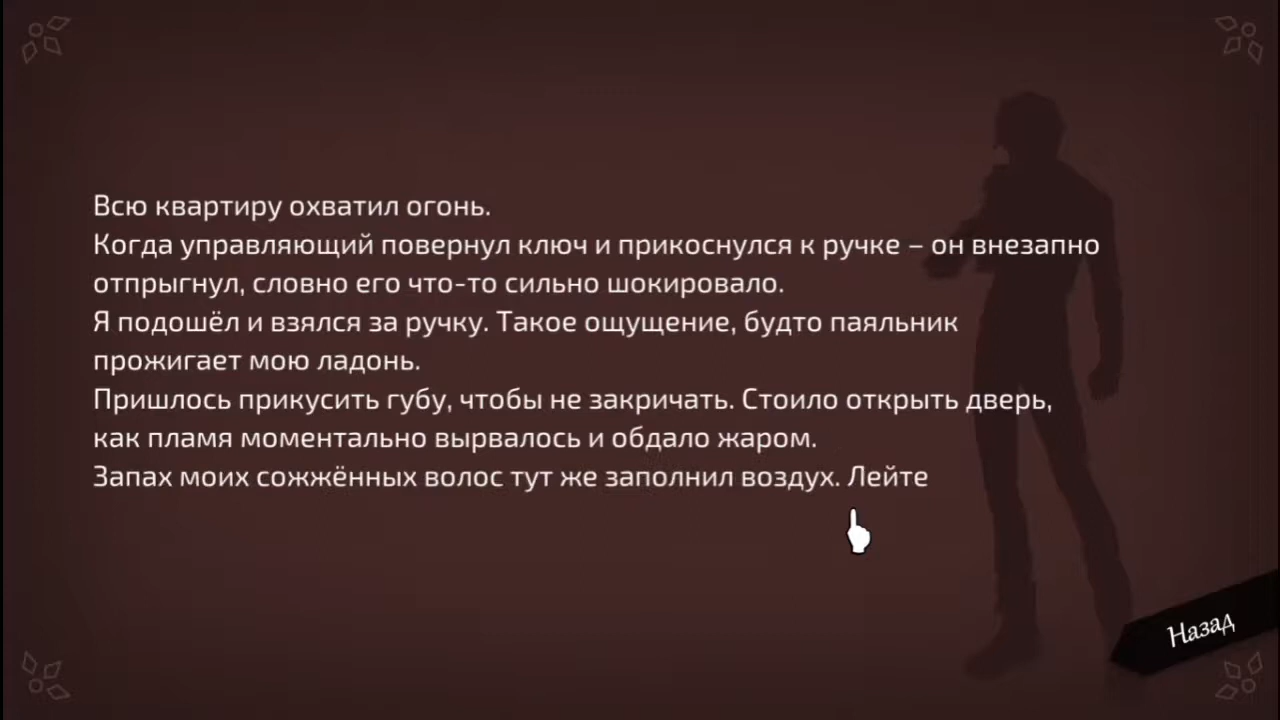 Всю квартиру охватил огонь.
Когда управляющий повернул ключ и прикоснулся к ручке – он внезапно
отпрыгнул, словно его что-то сильно шокировало.
Я подошёл и взялся за ручку. Такое ощущение, будто паяльник
прожигает мою ладонь.
Пришлось прикусить губу, чтобы не закричать. Стоило открыть дверь,
как пламя моментально вырвалось и обдало жаром.
Запах моих сожжённых волос тут же заполнил воздух. Лейте
Назад